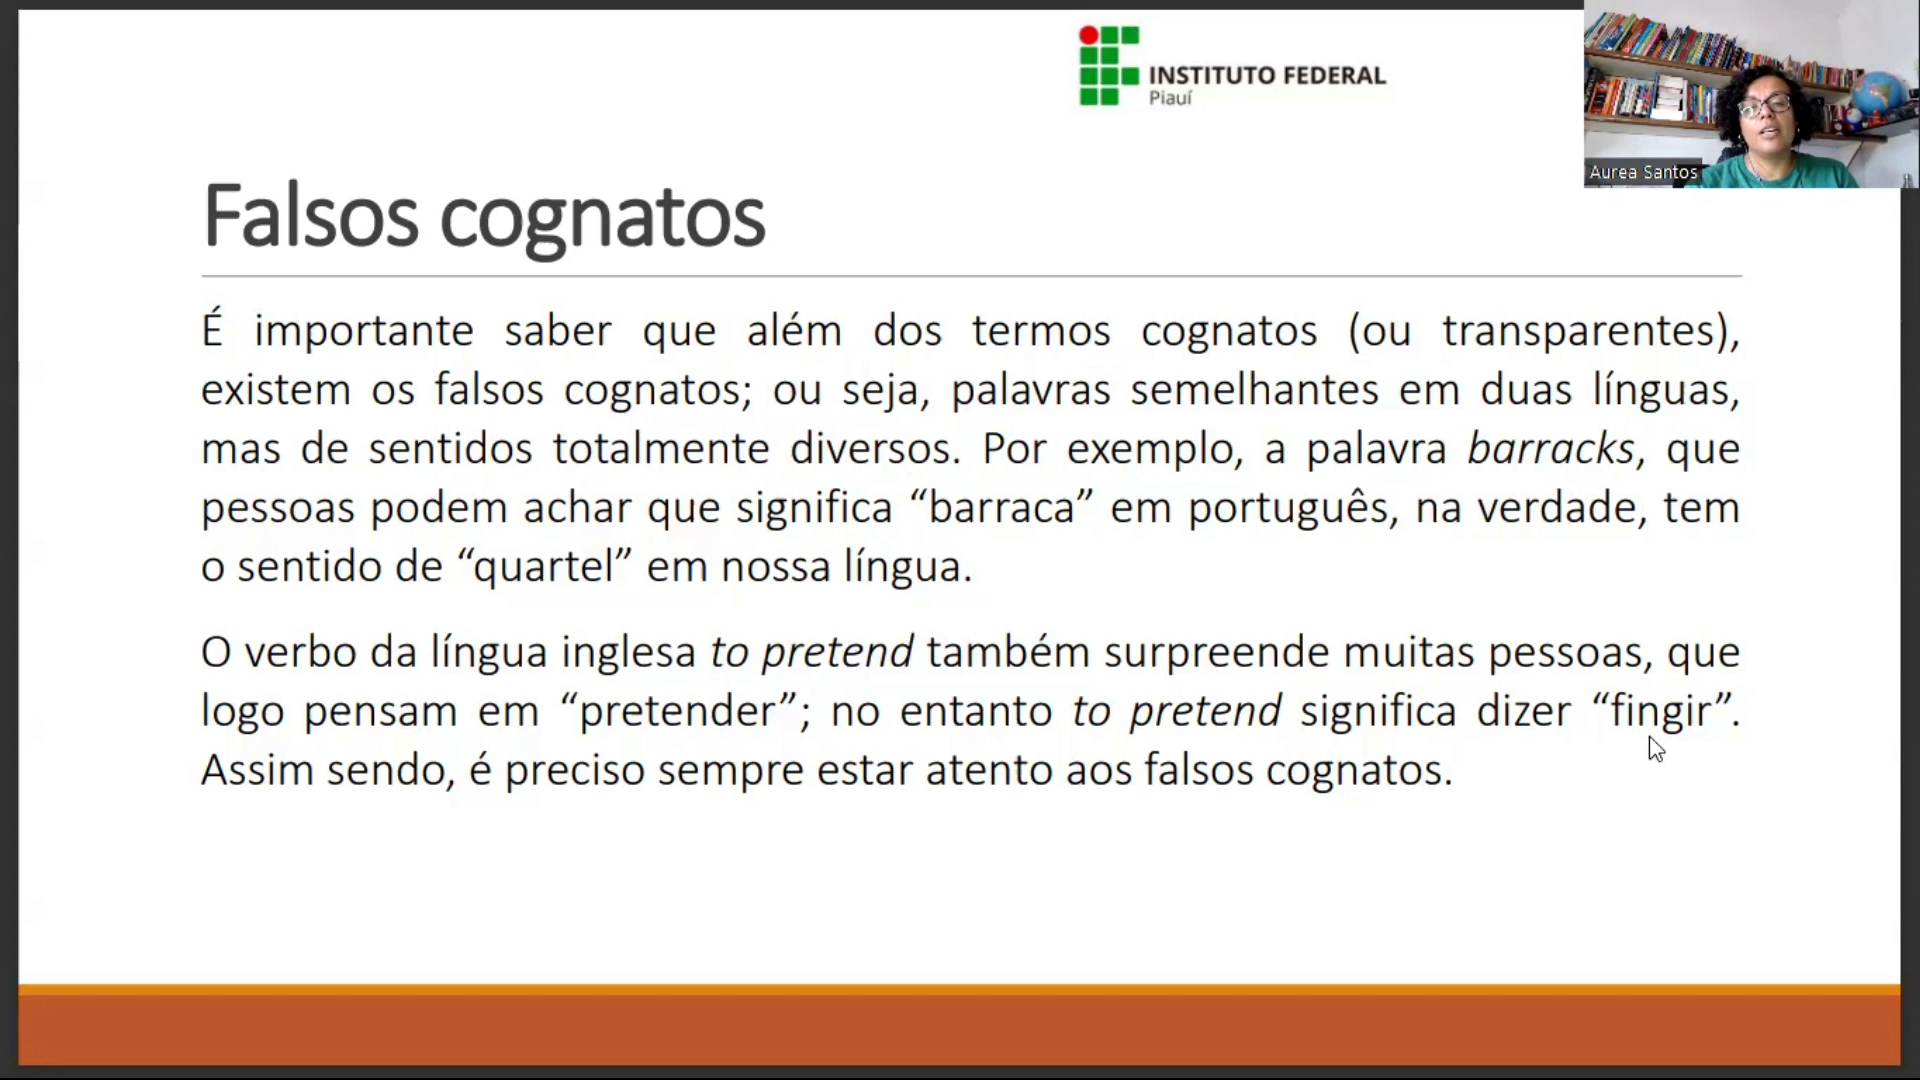 INSTITUTO FEDERAL
Piauí
Aurea Santos
Falsos cognatos
É importante saber que além dos termos cognatos (ou transparentes),
existem os falsos cognatos; ou seja, palavras semelhantes em duas línguas,
mas de sentidos totalmente diversos. Por exemplo, a palavra barracks, que
pessoas podem achar que significa “barraca” em português, na verdade, tem
o sentido de “quartel” em nossa língua.
O verbo da língua inglesa to pretend também surpreende muitas pessoas, que
logo pensam em “pretender”; no entanto to pretend significa dizer “fingir”.
Assim sendo, é preciso sempre estar atento aos falsos cognatos.